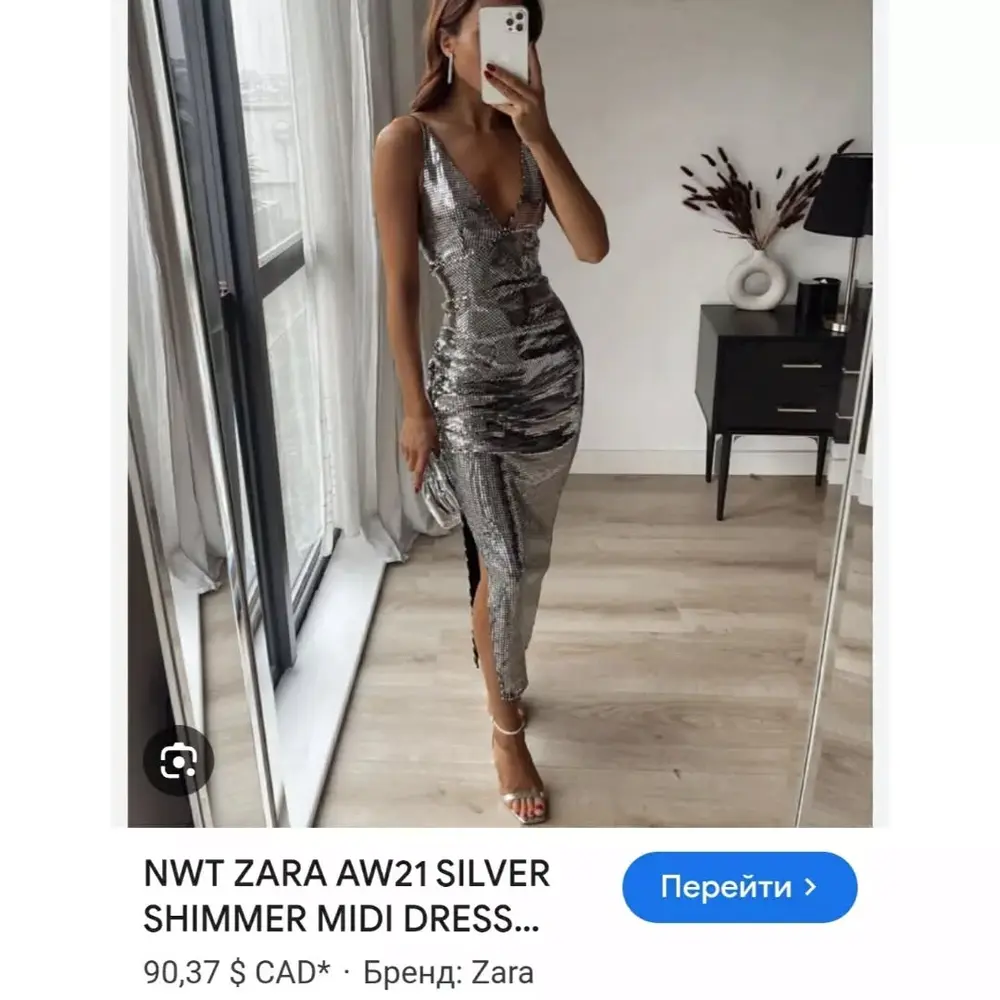 NWT ZARA AW21 SILVER
SHIMMER MIDI DRESS...
Перейти >
90,37 $ CAD* · Бренд: Zara